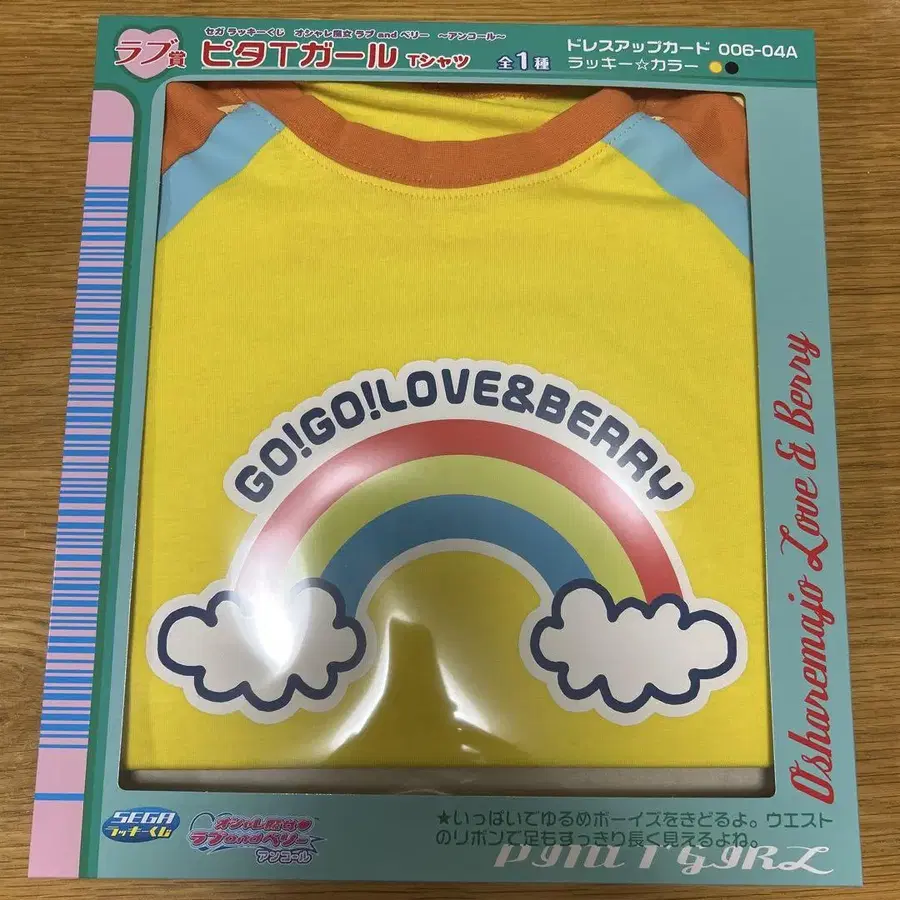 セガ ラッキーくじ オシャレ魔女 ラブ and ベリー ～アンコール～
ラブ賞 ピタTガール Tシャツ 全1種
ドレスアップカード 006-04A
ラッキー☆カラー
GO!GO!LOVE&BERRY
Osharemajo Love & Berry
SEGA
ラッキーくじ
オシャレ魔女
ラブandベリー
アンコール
★いっぱいでゆるめボーイズをきどるよ。ウエスト
のリボンで足もすっきり長く見えるよね。